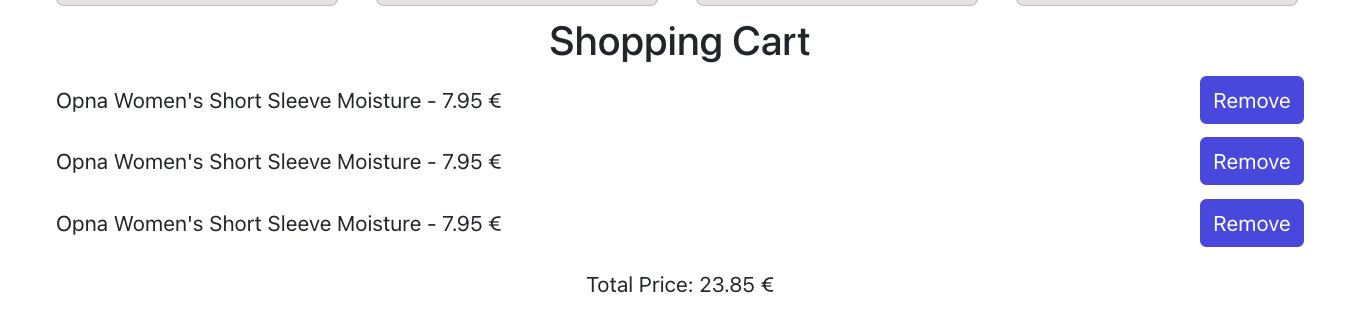 Shopping Cart
Opna Women's Short Sleeve Moisture - 7.95 €
Remove
Opna Women's Short Sleeve Moisture - 7.95 €
Remove
Opna Women's Short Sleeve Moisture - 7.95 €
Remove
Total Price: 23.85 €